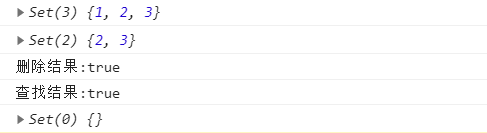 ▶Set(3) {1, 2, 3}
▶Set(2) {2, 3}
删除结果:true
查找结果:true
▶Set(0) {}